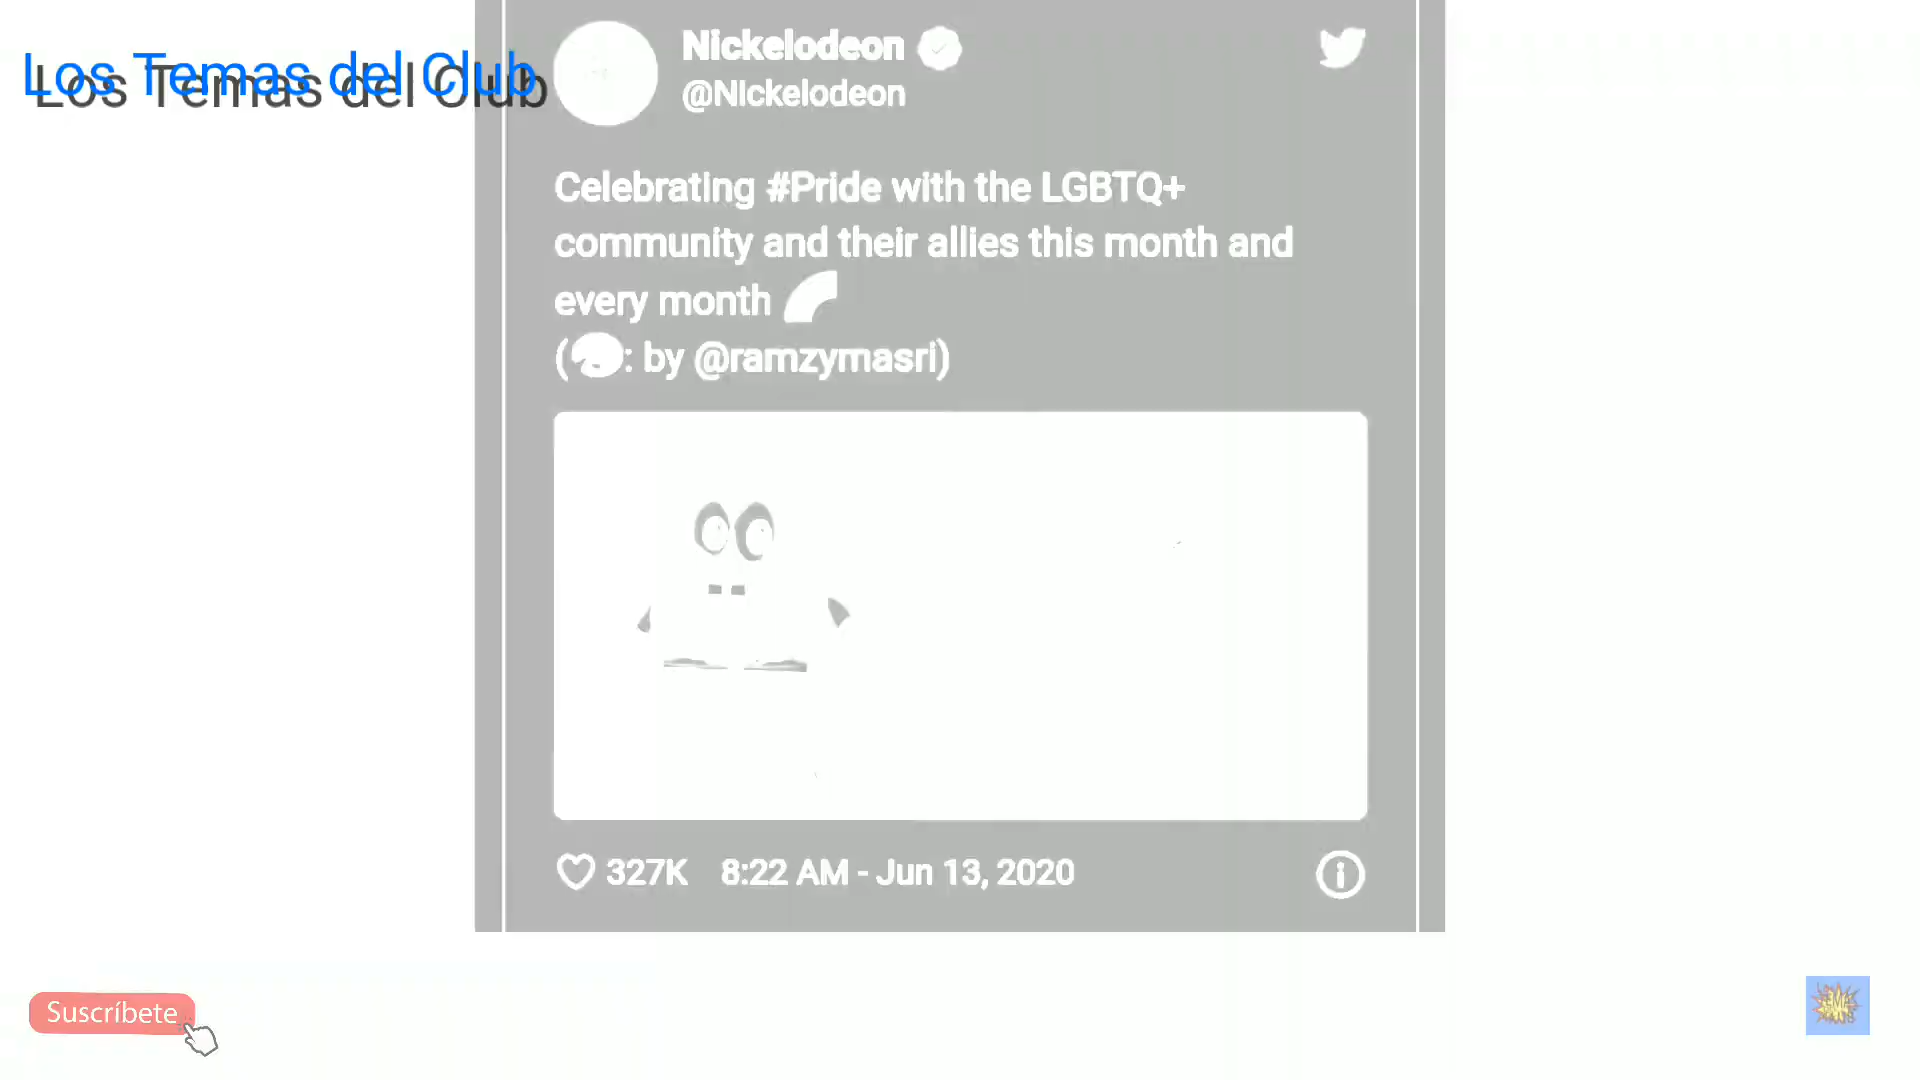 Los Temas del Club
Nickelodeon
@Nickelodeon
Celebrating #Pride with the LGBTQ+
community and their allies this month and
every month
(: by @ramzymasri)
327K 8:22 AM - Jun 13, 2020
Suscríbete